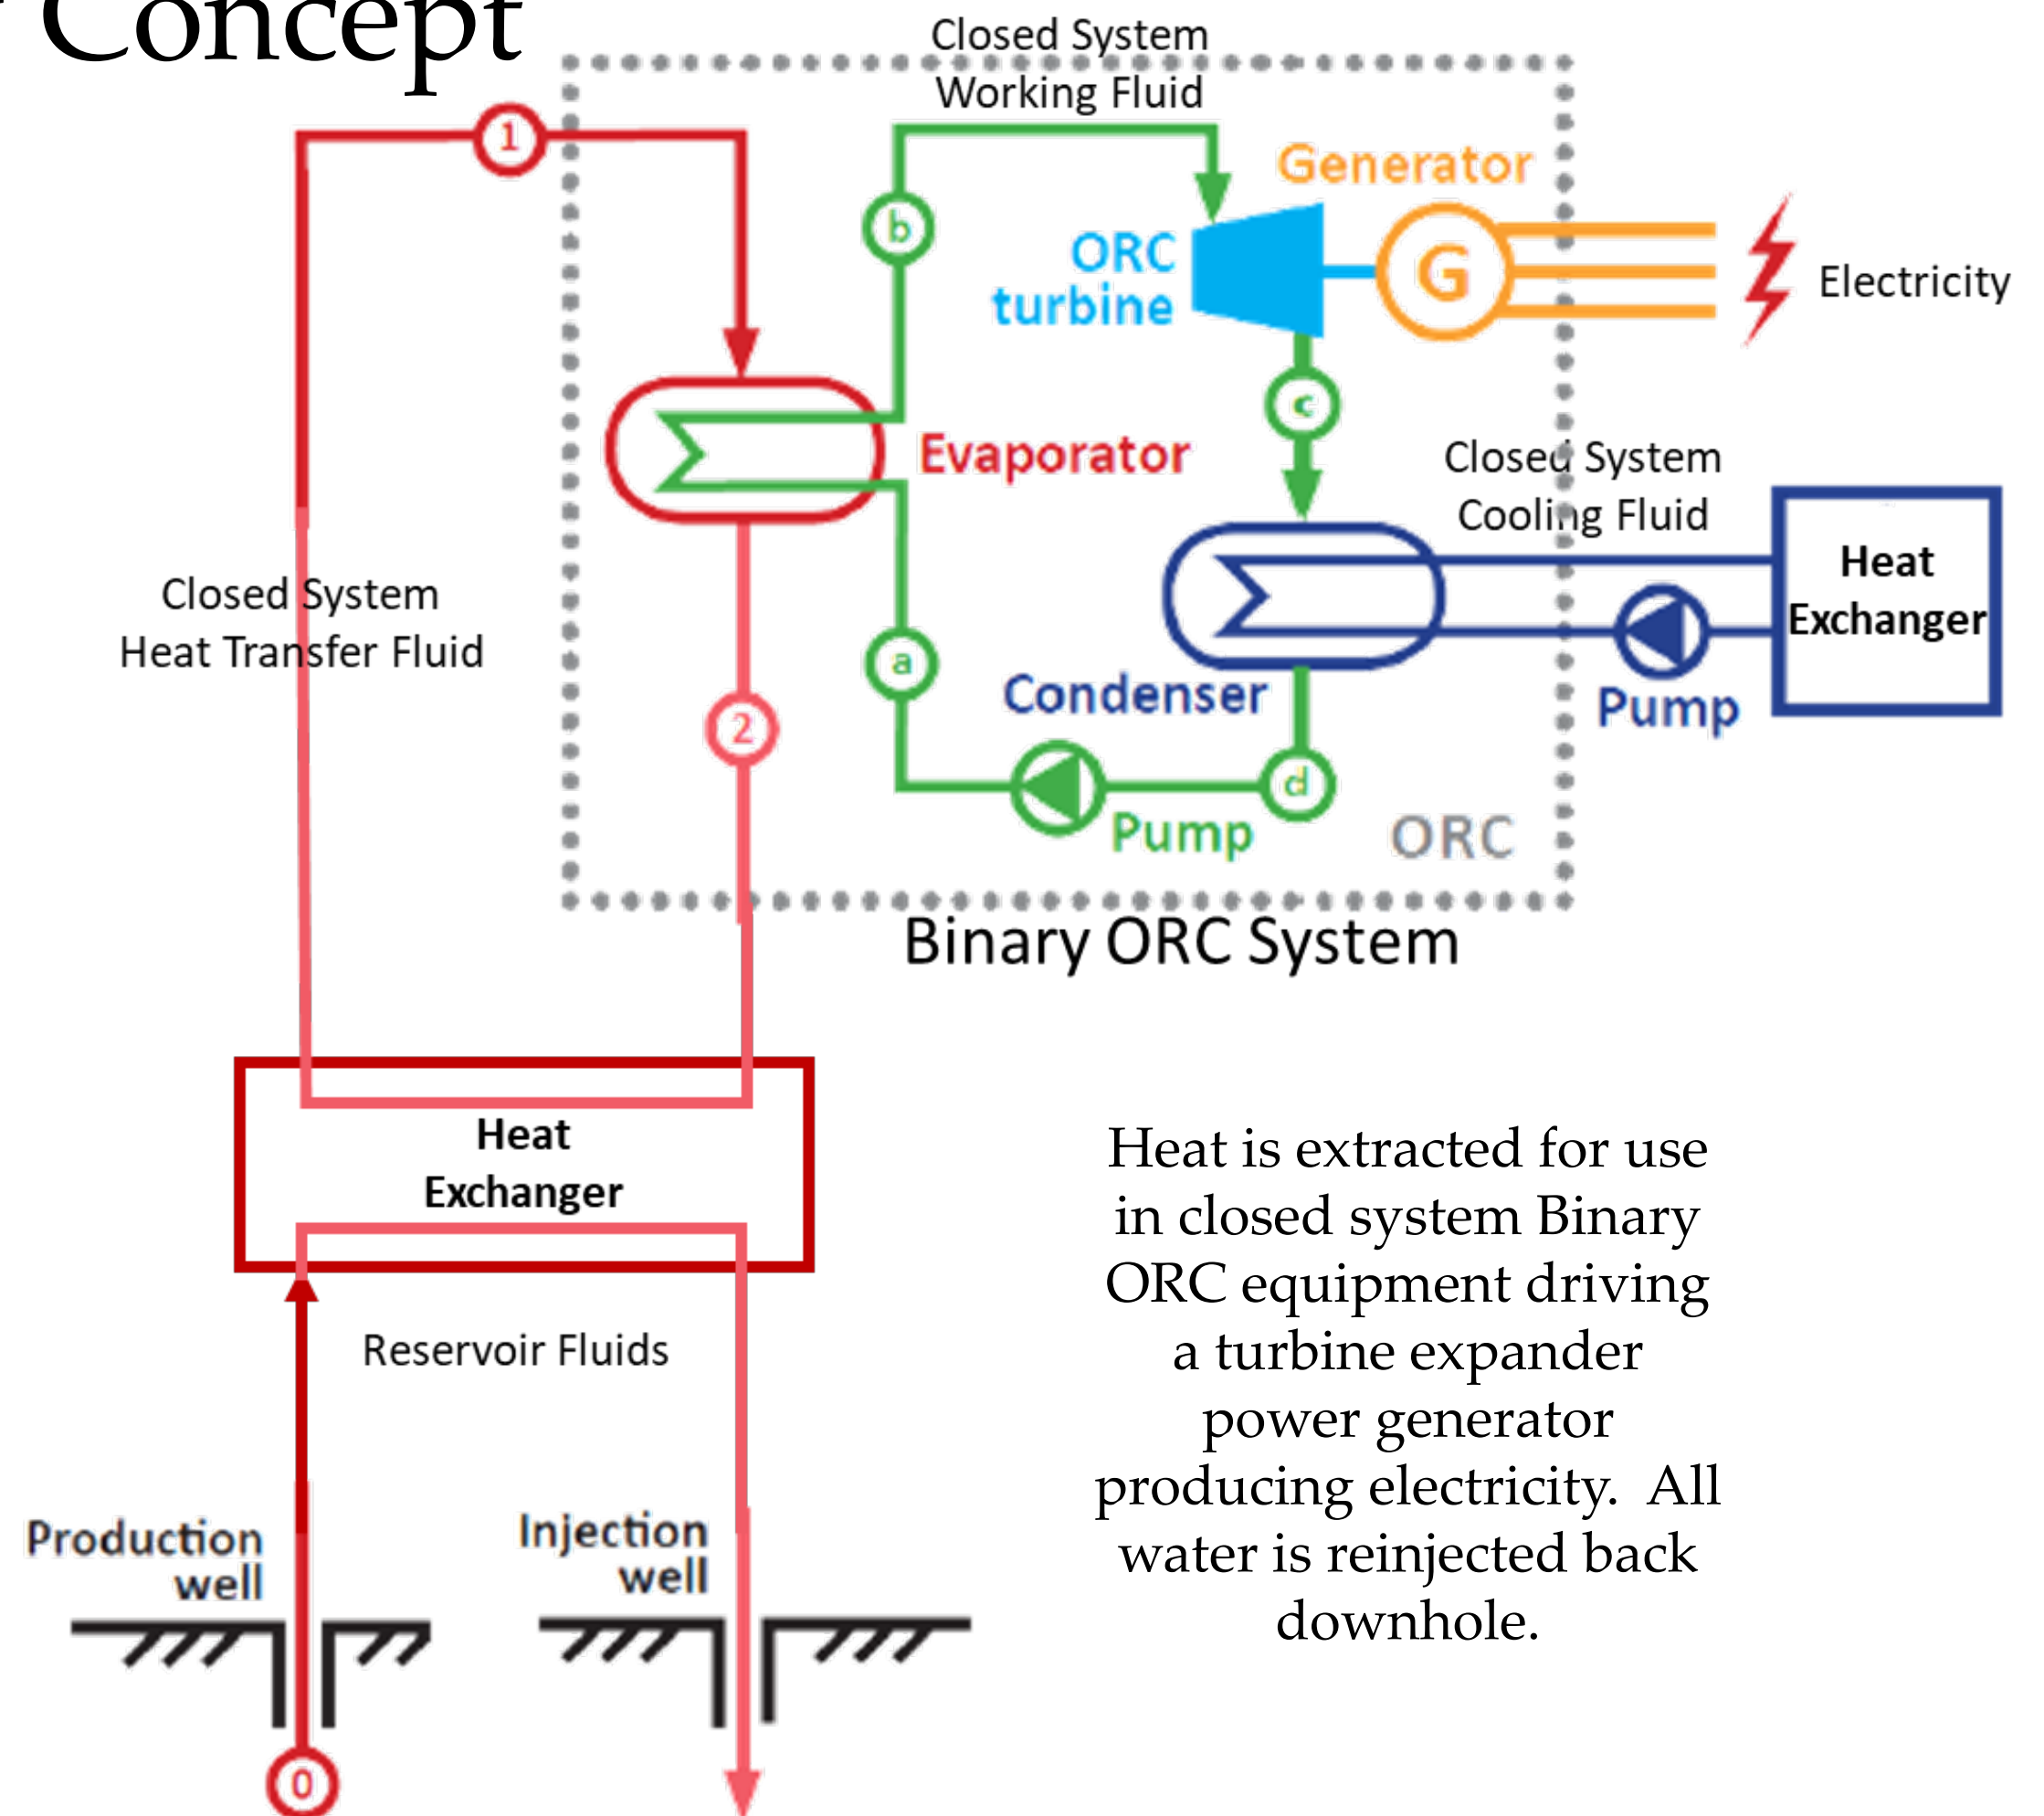 Concept
Closed System
Working Fluid
1
Generator
b
ORC
turbine
G
Electricity
c
Evaporator
Closed System
Cooling Fluid
Heat
Exchanger
Closed System
Heat Transfer Fluid
a
Condenser
Pump
2
d
Pump
ORC
Binary ORC System
Heat
Exchanger
Heat is extracted for use
in closed system Binary
ORC equipment driving
a turbine expander
power generator
producing electricity. All
water is reinjected back
downhole.
Reservoir Fluids
Production
well
Injection
well
0